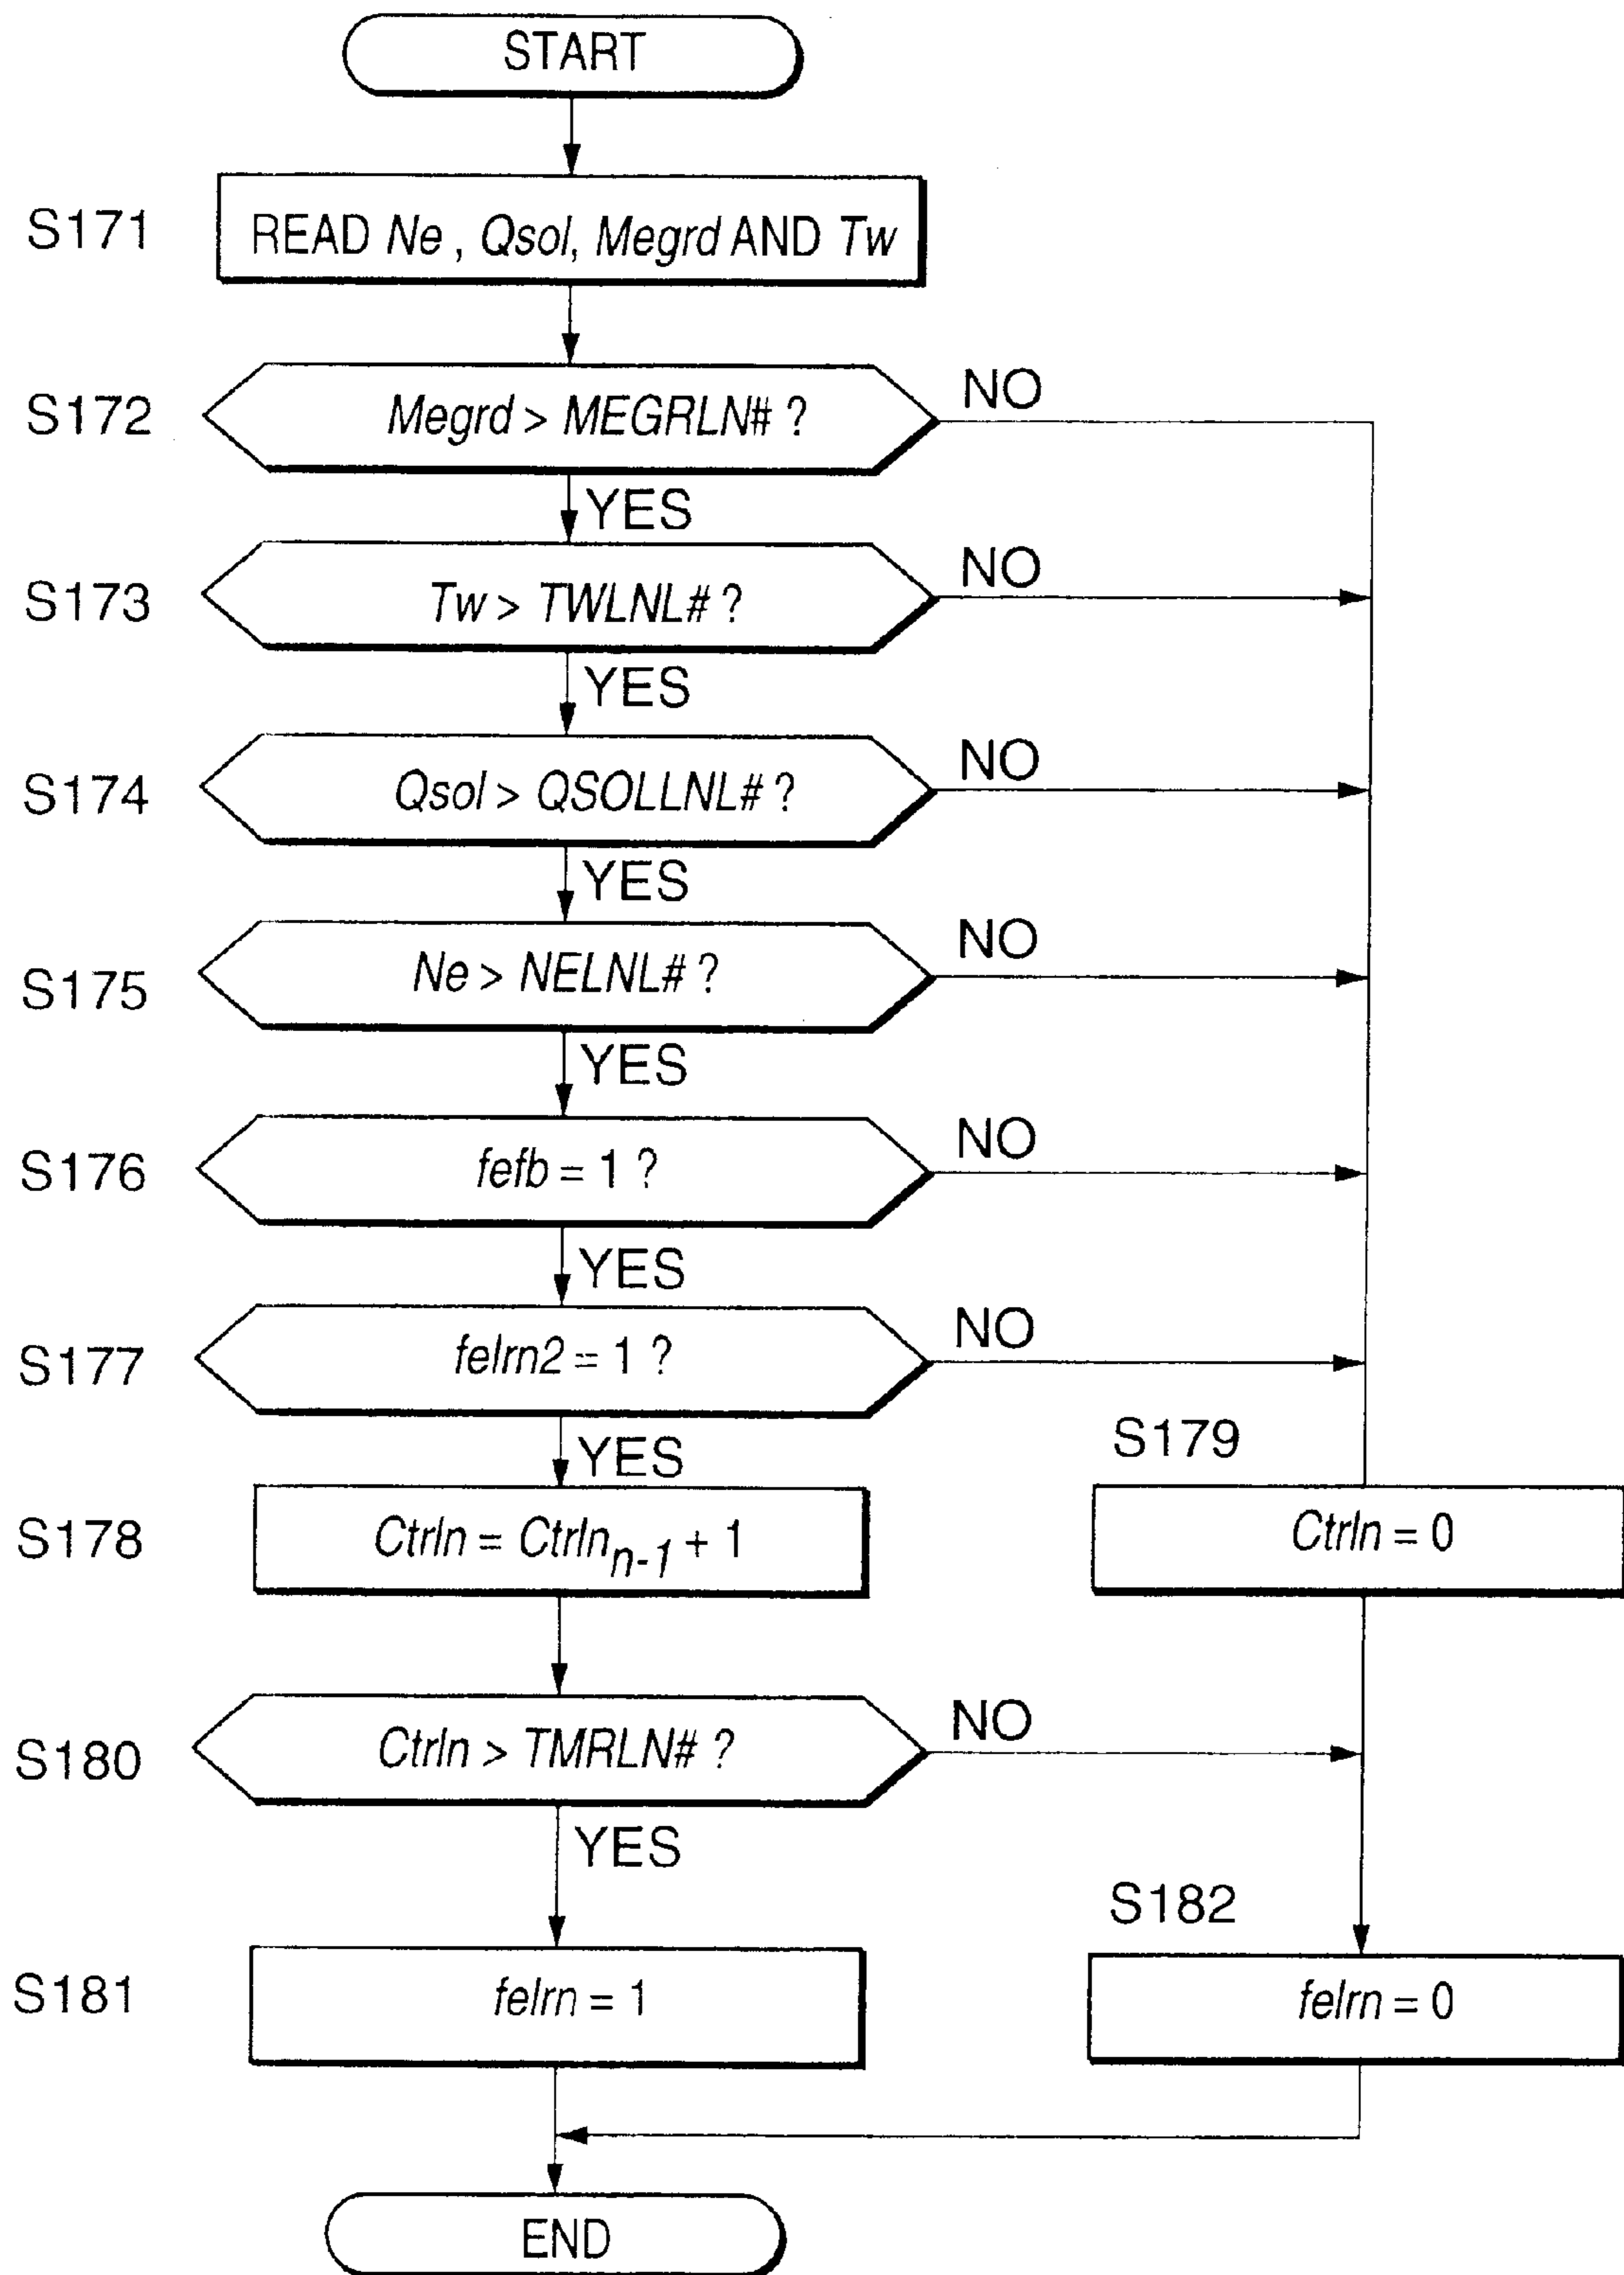 START
S171
READ Ne , Qsol, Megrd AND Tw
S172
Megrd > MEGRLN# ?
NO
YES
S173
Tw > TWLNL# ?
NO
YES
S174
Qsol > QSOLLNL# ?
NO
YES
S175
Ne > NELNL# ?
NO
YES
S176
fefb = 1 ?
NO
YES
S177
felrn2 = 1 ?
NO
YES
S178
Ctrln = Ctrlnn-1 + 1
S179
Ctrln = 0
S180
Ctrln > TMRLN# ?
NO
YES
S181
felrn = 1
S182
felrn = 0
END